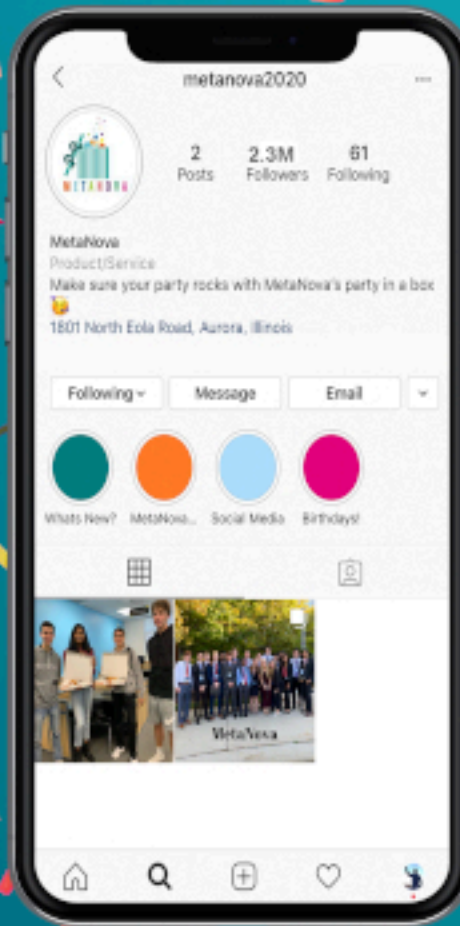 metanova2020
METANOVA
2 2.3M 61
Posts Followers Following
MetaNova
Product/Service
Make sure your party rocks with MetaNova's party in a box
🥳
1801 North Eola Road, Aurora, Illinois
Following Message Email
Whats New? MetaNova... Social Media Birthdays!
MetaNova